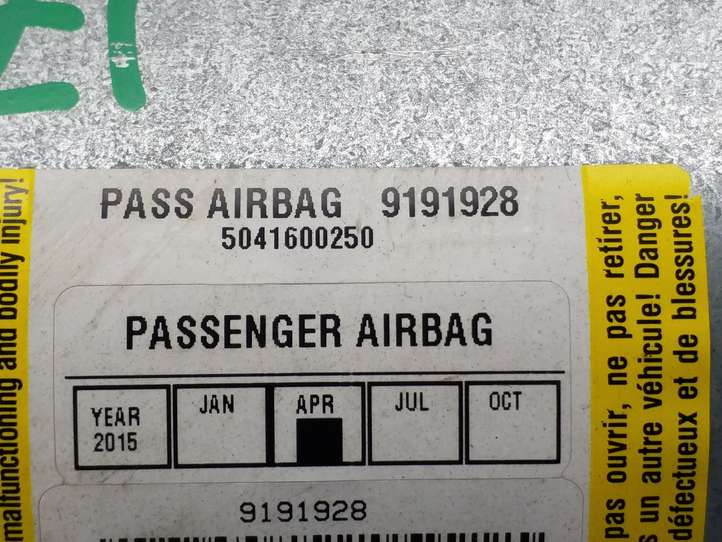 PASS AIRBAG 9191928
5041600250
PASSENGER AIRBAG
YEAR 2015 JAN APR JUL OCT
9191928
malfunctioning and bodily injury!
pas ouvrir, ne pas retirer,
s un autre véhicule! Danger
défectueux et de blessures!